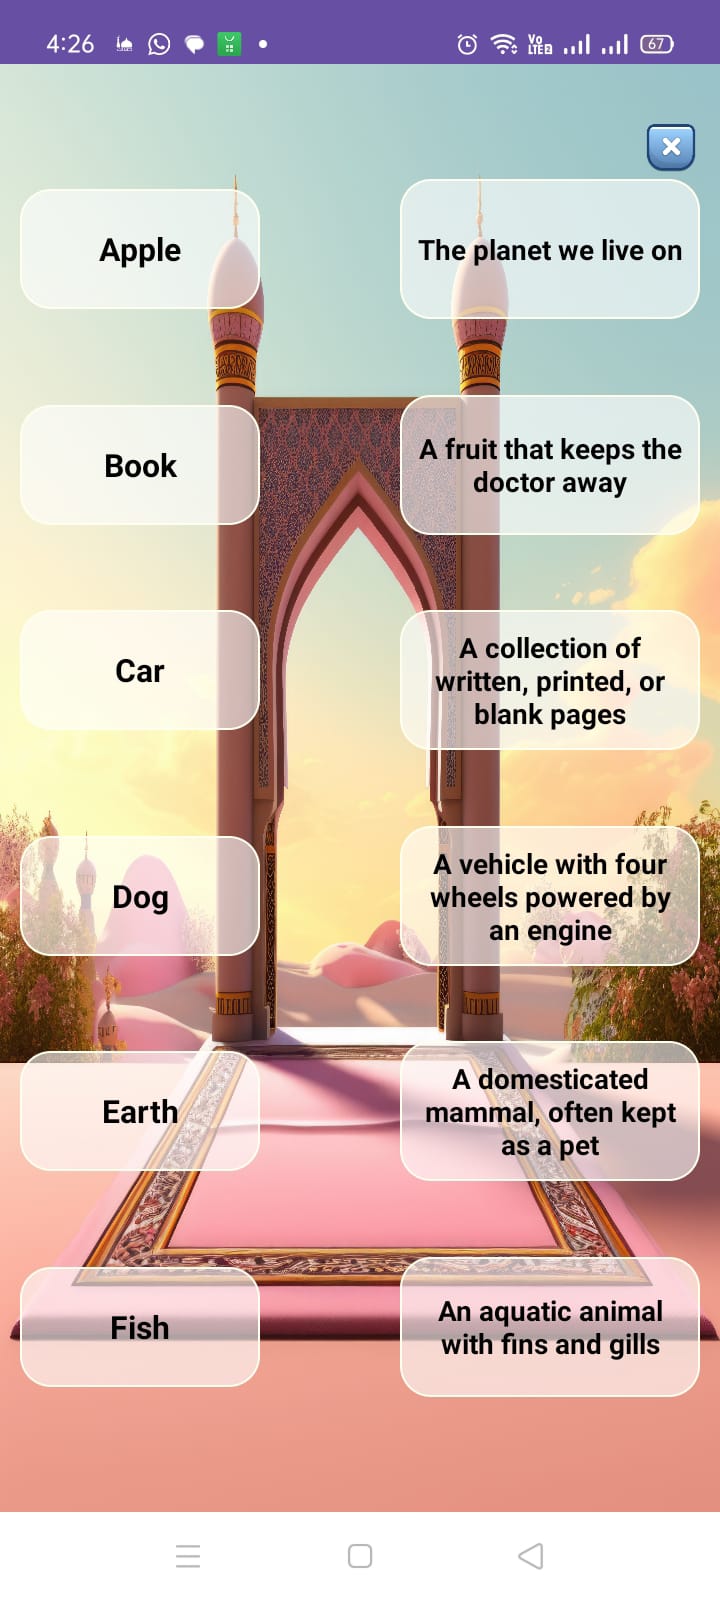 4:26
Vo
LTE2
67
Apple
The planet we live on
Book
A fruit that keeps the
doctor away
Car
A collection of
written, printed, or
blank pages
Dog
A vehicle with four
wheels powered by
an engine
Earth
A domesticated
mammal, often kept
as a pet
Fish
An aquatic animal
with fins and gills